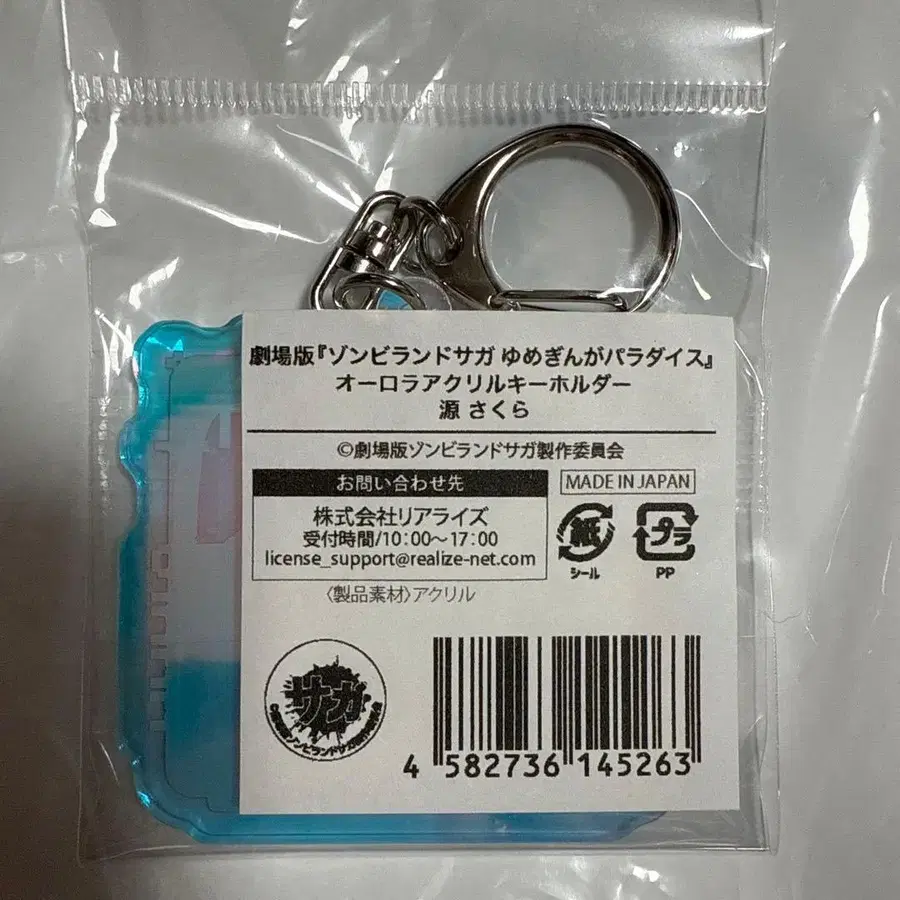 劇場版『ゾンビランドサガ ゆめぎんがパラダイス』
オーロラアクリルキーホルダー
源 さくら
©劇場版ゾンビランドサガ製作委員会
お問い合わせ先
株式会社リアライズ
受付時間/10:00〜17:00
license_support@realize-net.com
MADE IN JAPAN
紙
シール
プラ
PP
〈製品素材〉アクリル
サガ
4 582736 145263